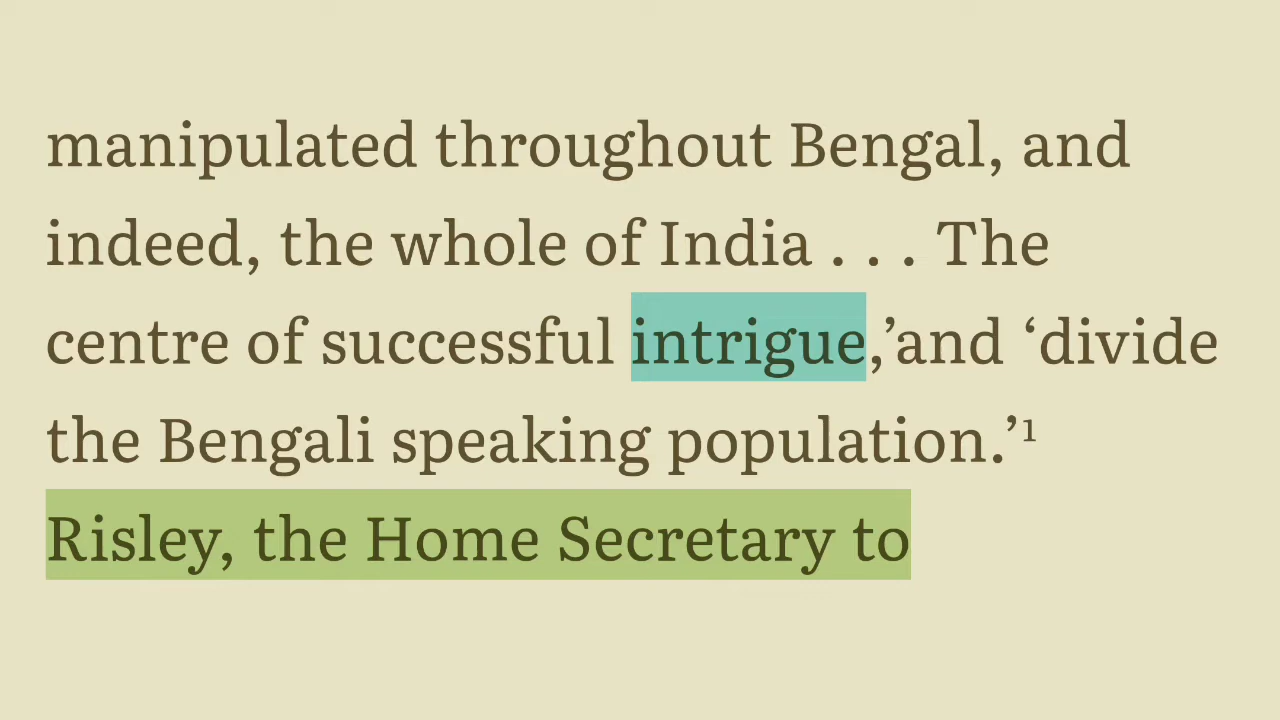 manipulated throughout Bengal, and
indeed, the whole of India . . . The
centre of successful intrigue,’and ‘divide
the Bengali speaking population.’¹
Risley, the Home Secretary to